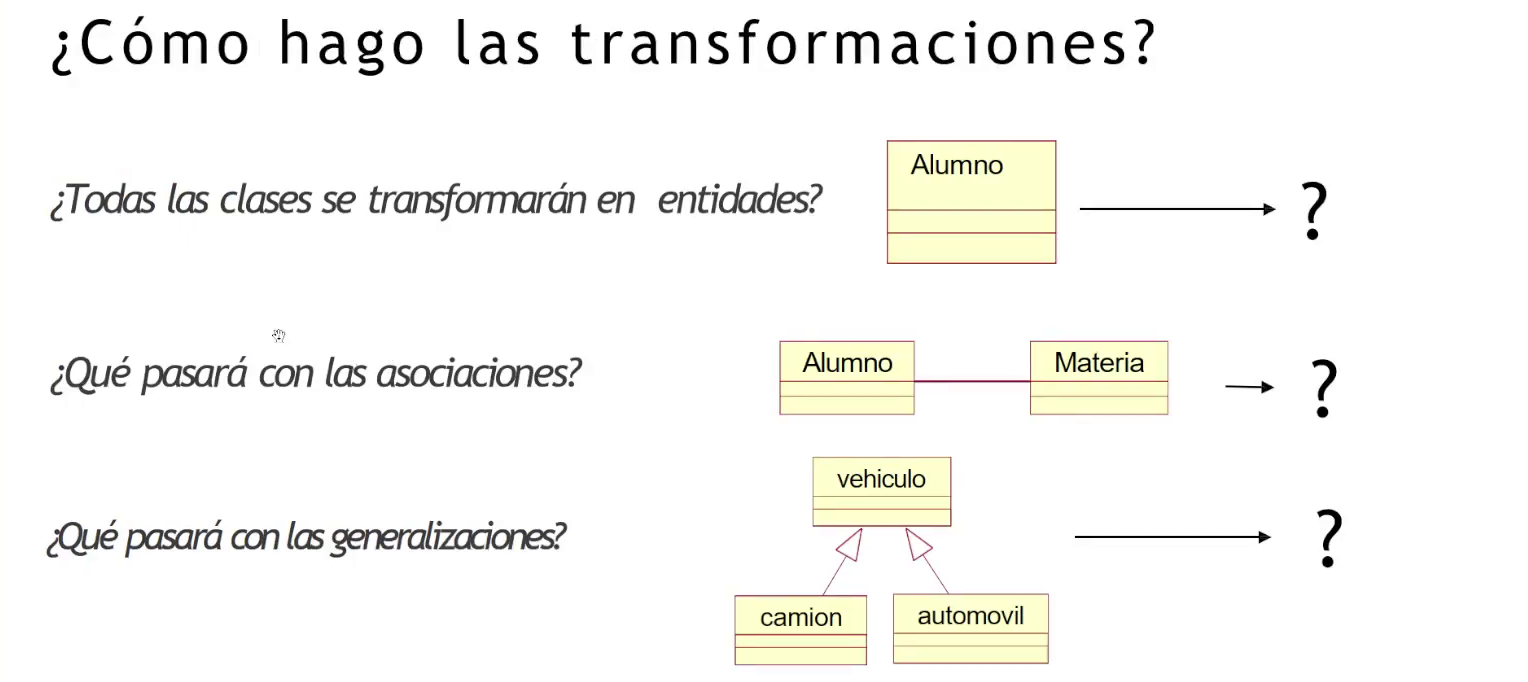 ¿Cómo hago las transformaciones?
¿Todas las clases se transformarán en entidades?
Alumno
?
¿Qué pasará con las asociaciones?
Alumno
Materia
?
vehiculo
¿Qué pasará con las generalizaciones?
?
camion
automovil